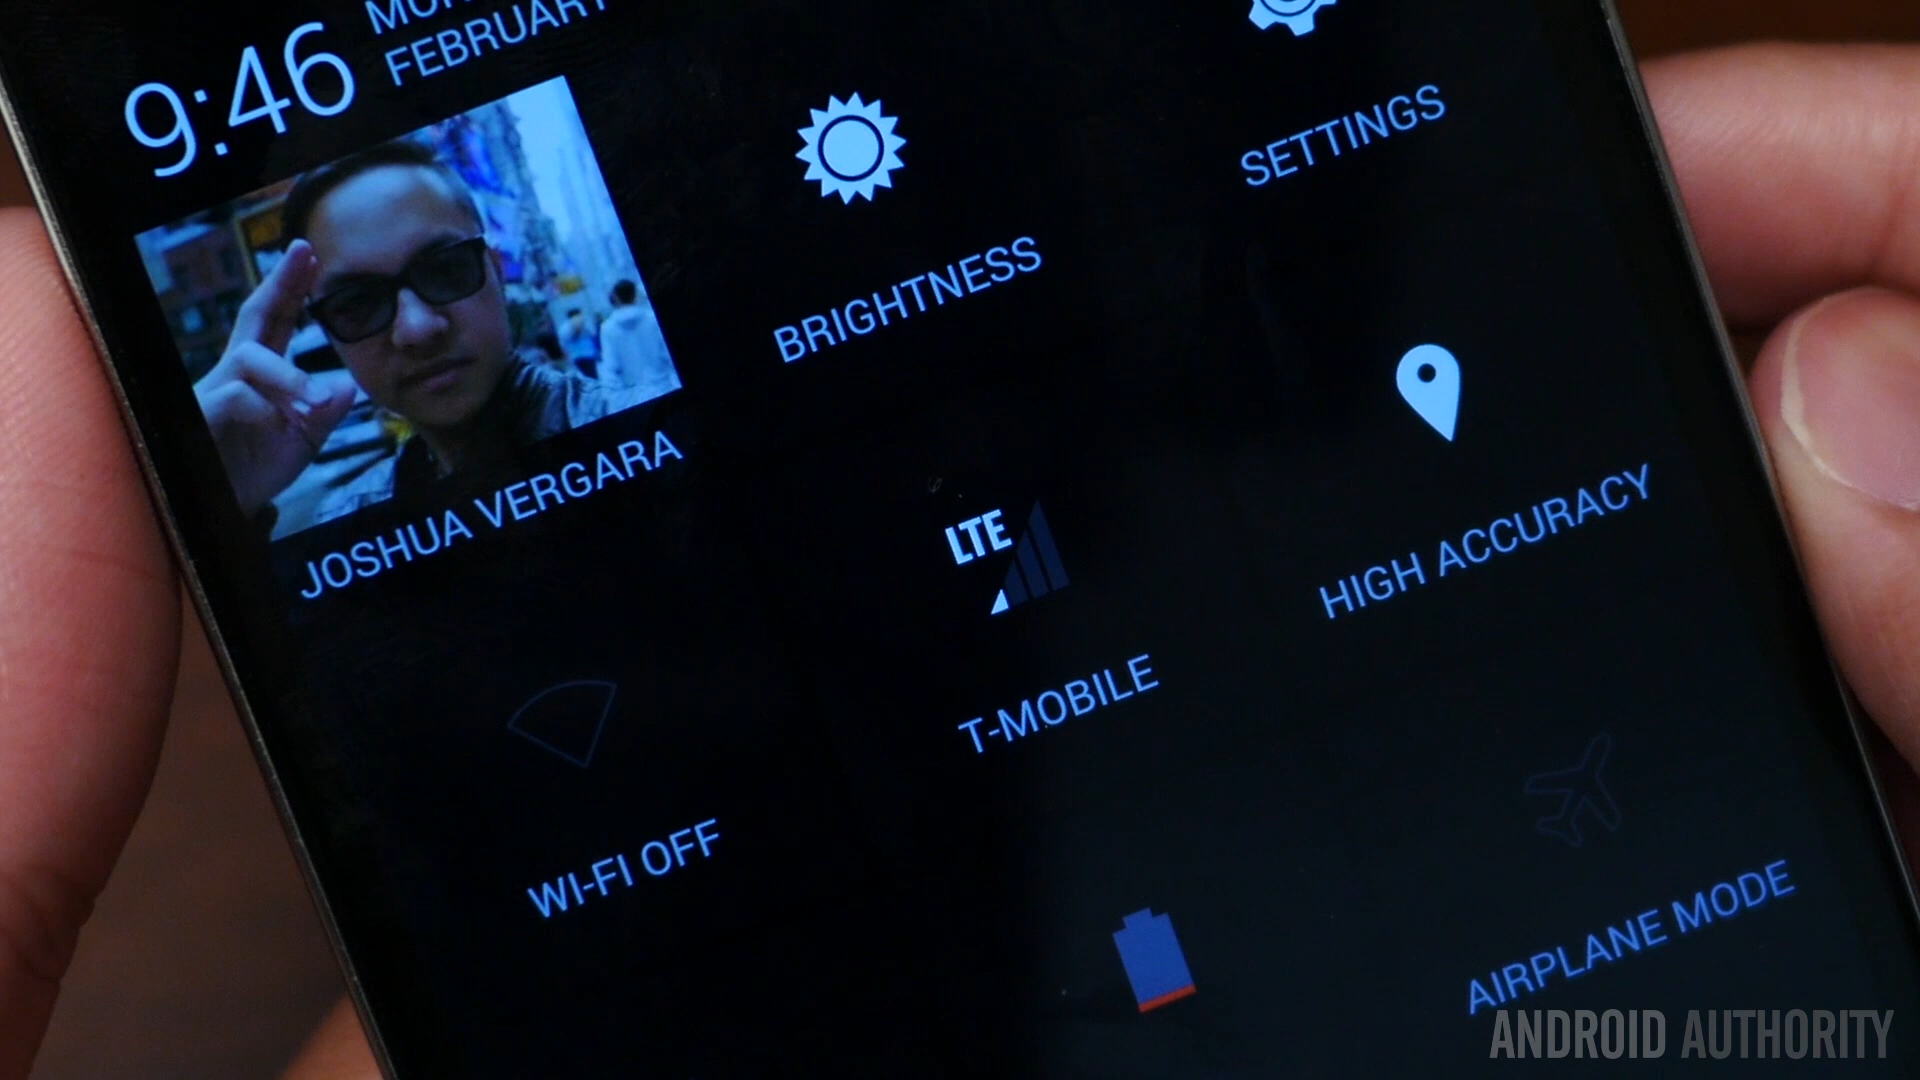 9:46
FEBRUARY
BRIGHTNESS
SETTINGS
JOSHUA VERGARA
LTE
T-MOBILE
HIGH ACCURACY
WI-FI OFF
AIRPLANE MODE
ANDROID AUTHORITY